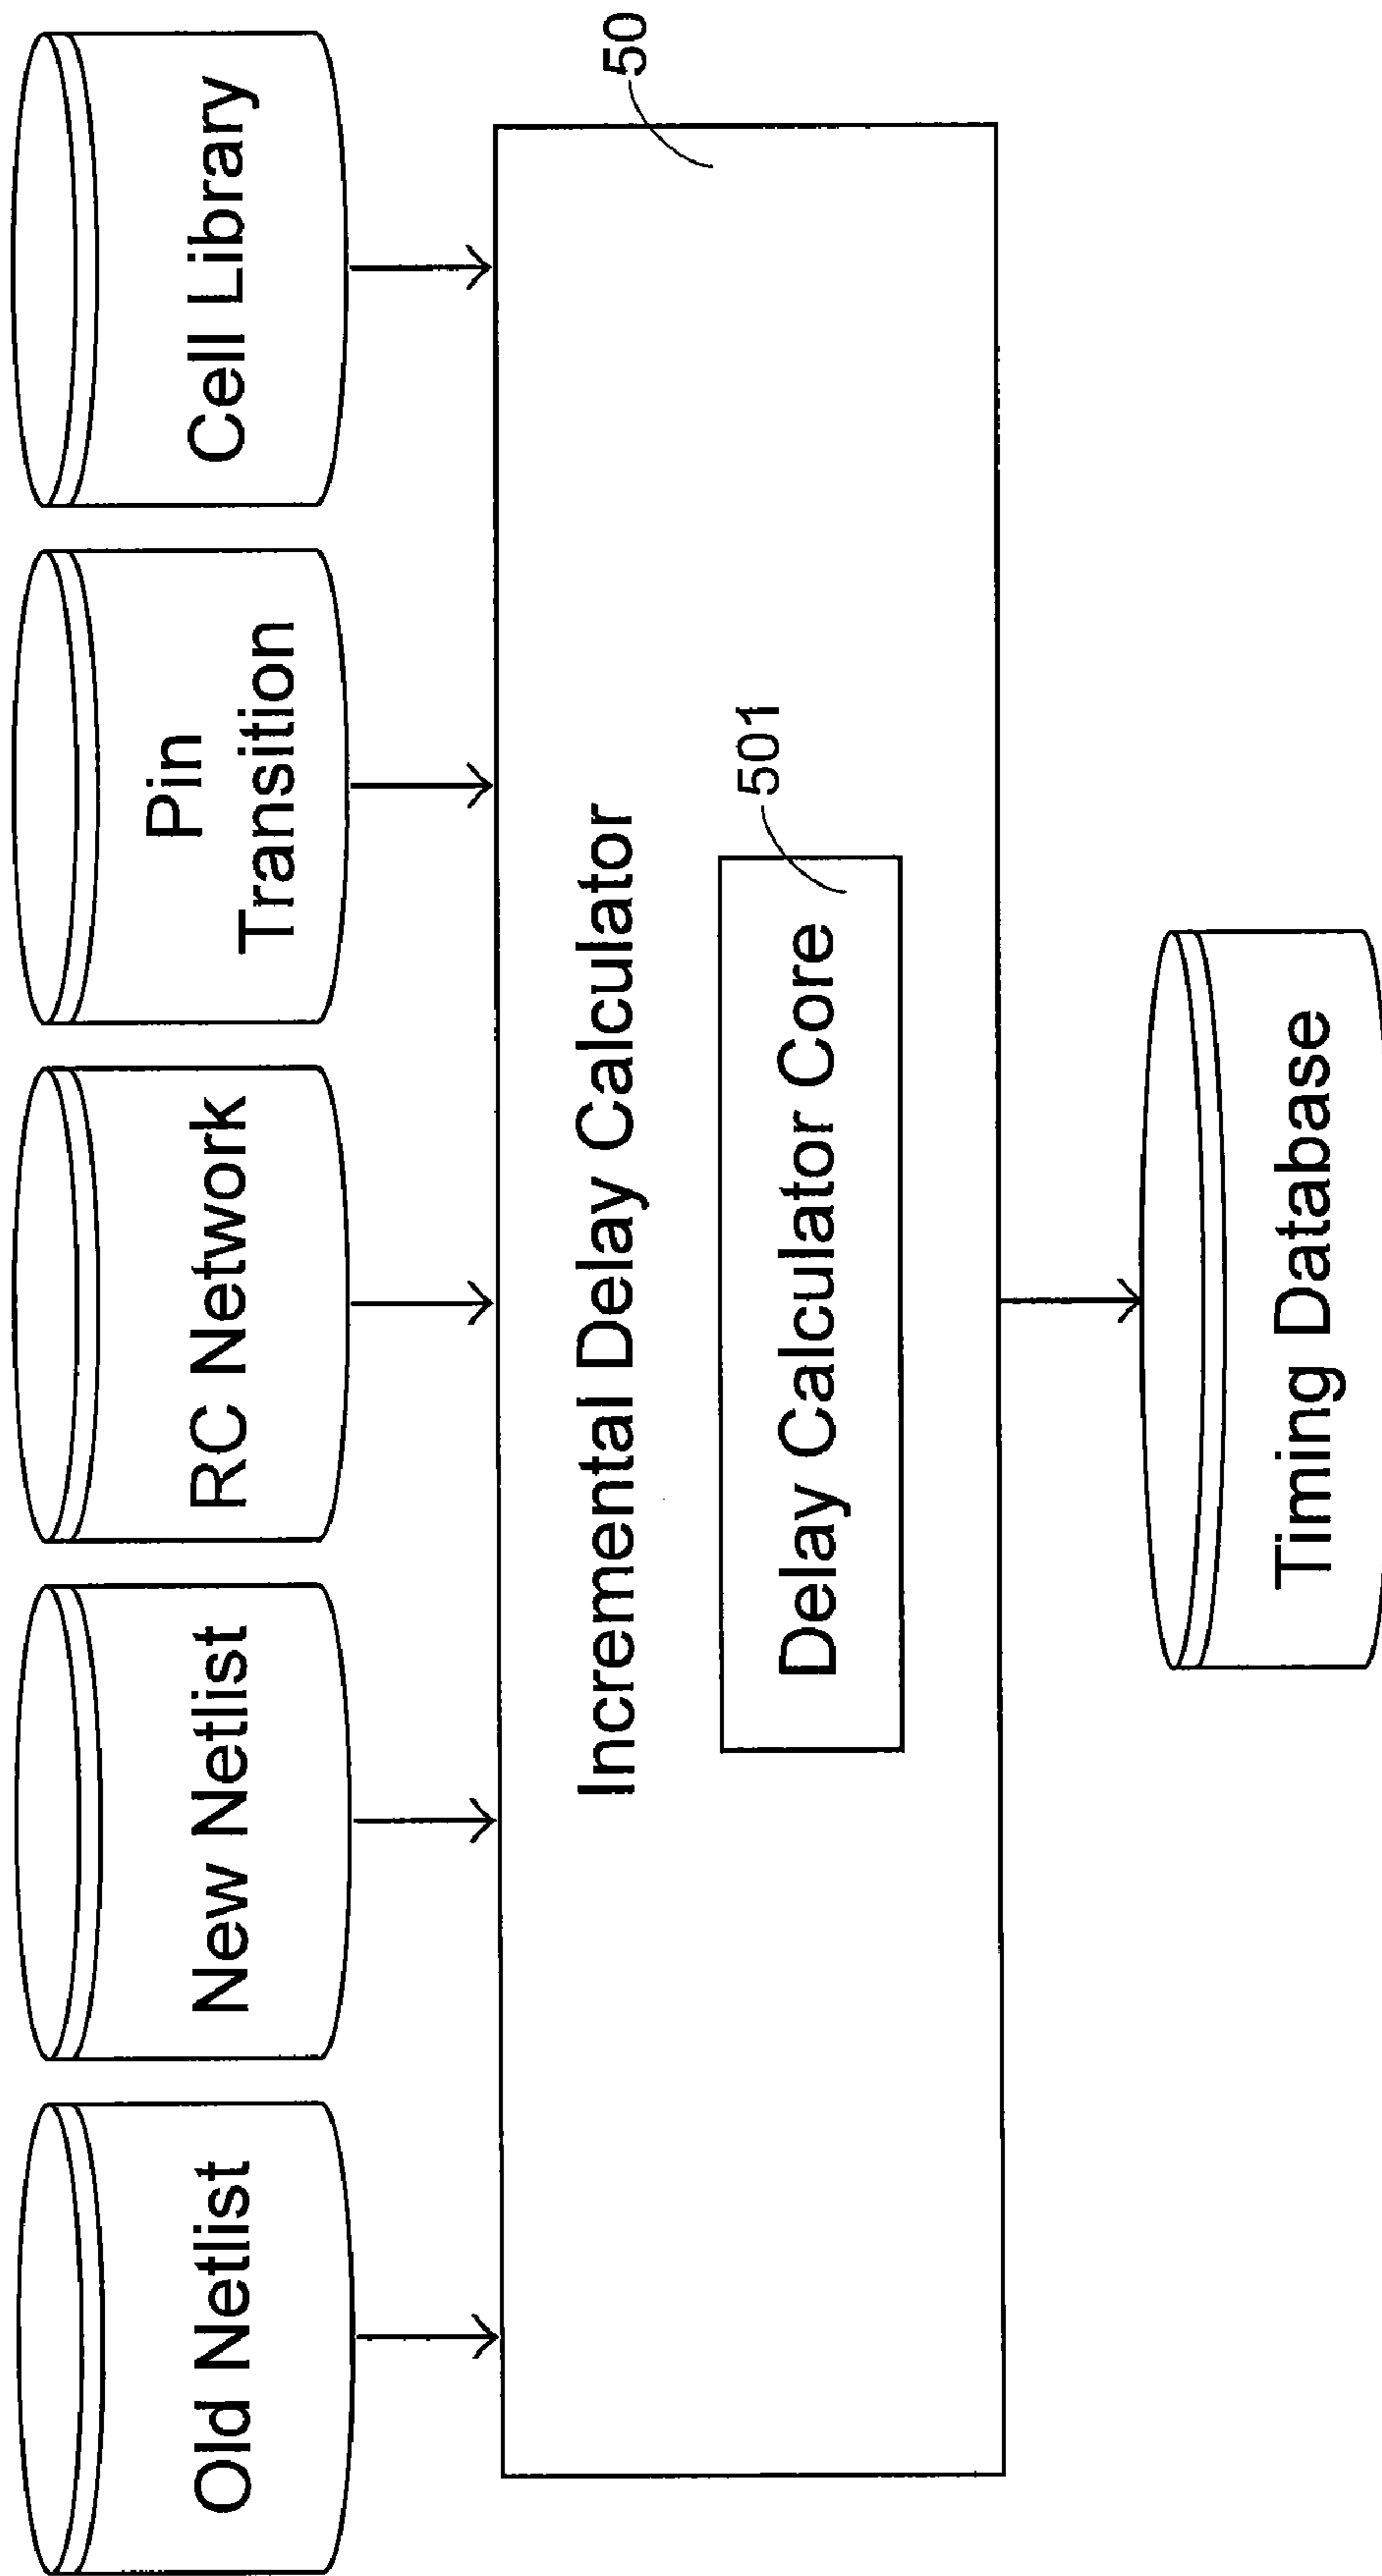 Old Netlist
New Netlist
RC Network
Pin
Transition
Cell Library
50
Incremental Delay Calculator
501
Delay Calculator Core
Timing Database